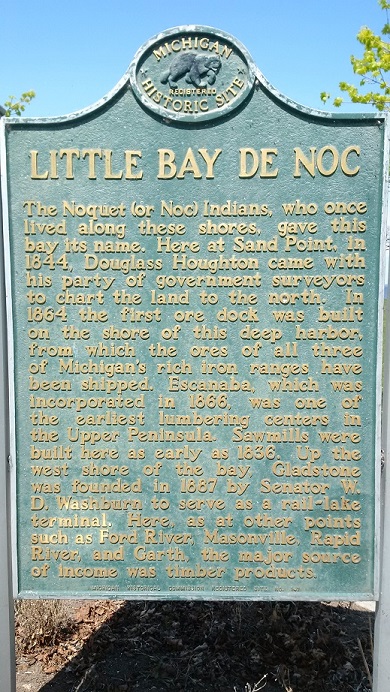 MICHIGAN
REGISTERED
HISTORIC SITE
LITTLE BAY DE NOC
The Noquet (or Noc) Indians, who once
lived along these shores, gave this
bay its name. Here at Sand Point, in
1844, Douglass Houghton came with
his party of government surveyors
to chart the land to the north. In
1864 the first ore dock was built
on the shore of this deep harbor,
from which the ores of all three
of Michigan's rich iron ranges have
been shipped. Escanaba, which was
incorporated in 1866, was one of
the earliest lumbering centers in
the Upper Peninsula. Sawmills were
built here as early as 1836. Up the
west shore of the bay, Gladstone
was founded in 1887 by Senator W.
D. Washburn to serve as a rail-lake
terminal. Here, as at other points
such as Ford River, Masonville, Rapid
River, and Garth, the major source
of income was timber products.
MICHIGAN HISTORICAL COMMISSION REGISTERED SITE